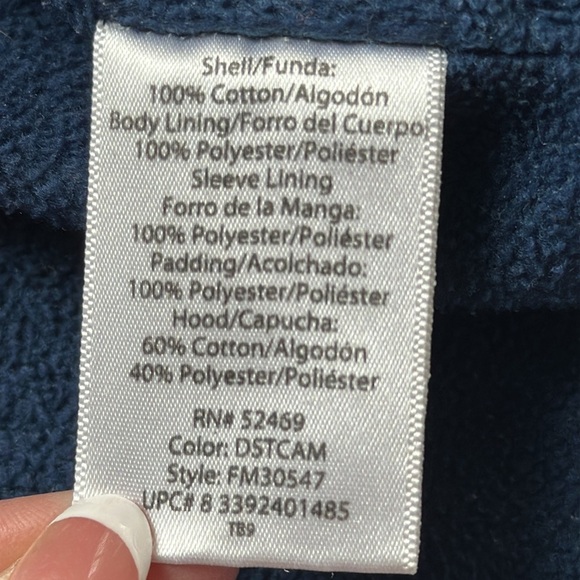 Shell/Funda:
100% Cotton/Algodón
Body Lining/Forro del Cuerpo
100% Polyester/Poliéster
Sleeve Lining
Forro de la Manga:
100% Polyester/Poliéster
Padding/Acolchado:
100% Polyester/Poliéster
Hood/Capucha:
60% Cotton/Algodón
40% Polyester/Poliéster
RN# 52469
Color: DSTCAM
Style: FM30547
UPC# 8 3392401485
TB9